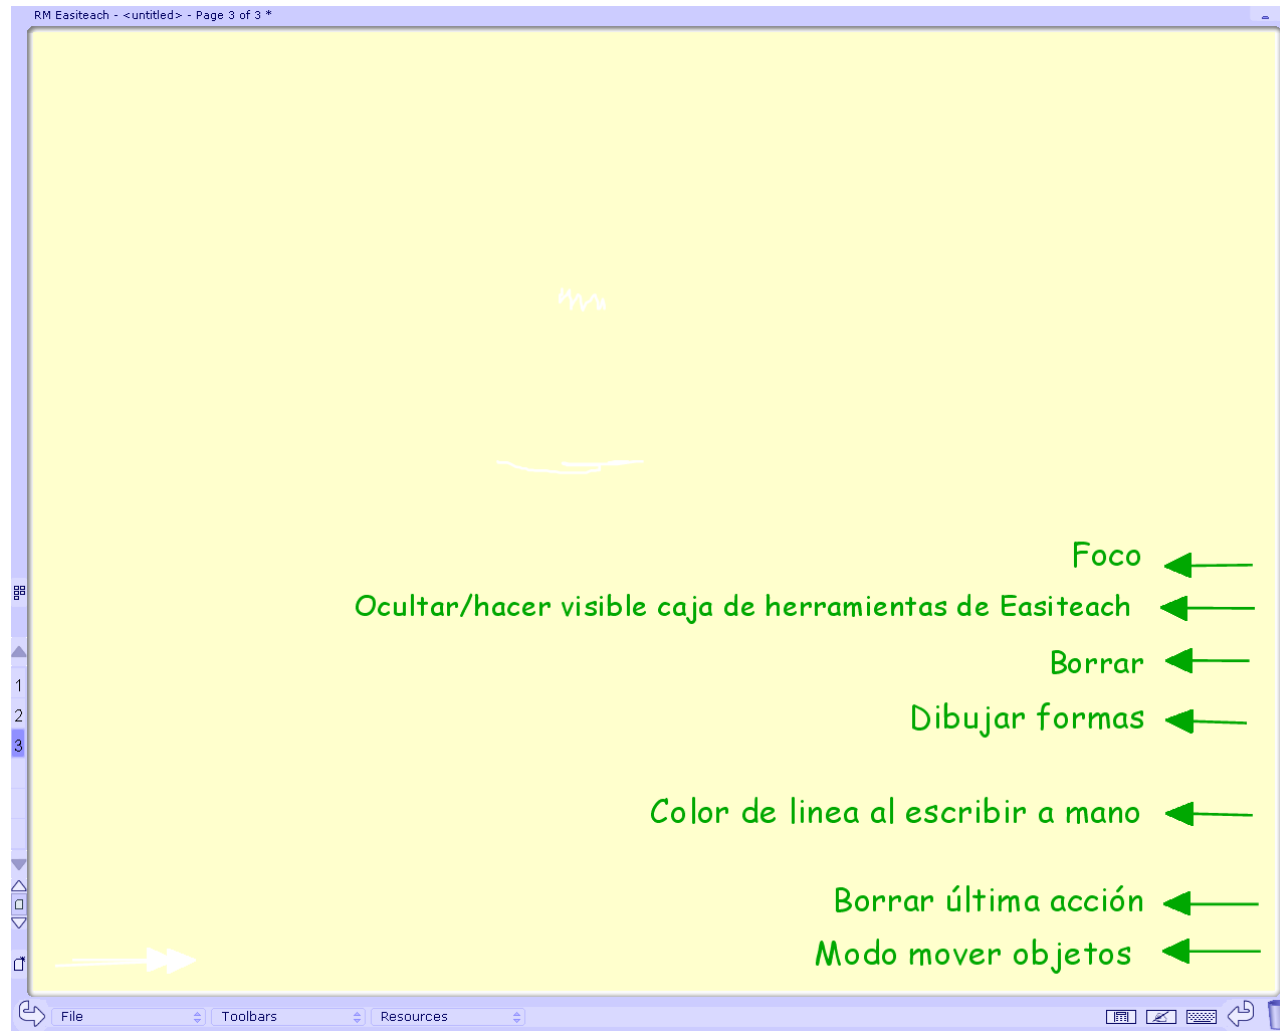 RM Easiteach - <untitled> - Page 3 of 3 *
Foco
Ocultar/hacer visible caja de herramientas de Easiteach
Borrar
1
2
Dibujar formas
3
Color de linea al escribir a mano
Borrar última acción
Modo mover objetos
File Toolbars Resources